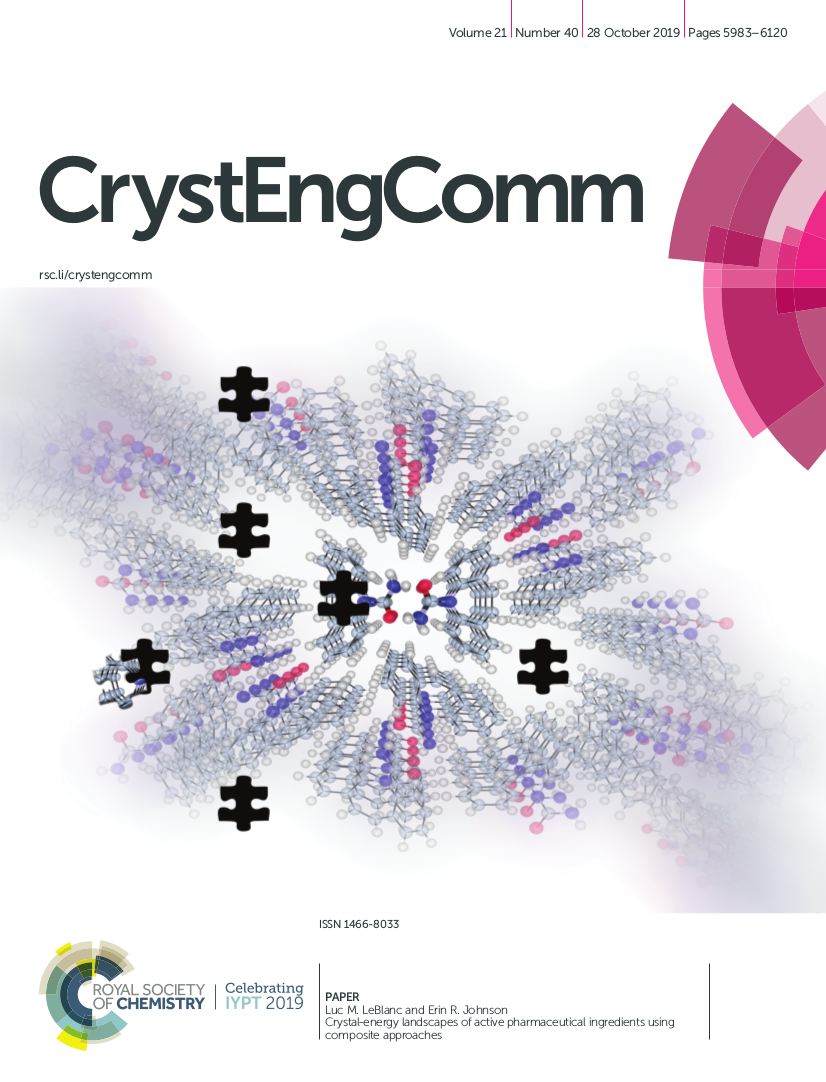 Volume 21 Number 40 28 October 2019 Pages 5983–6120
CrystEngComm
rsc.li/crystengcomm
ISSN 1466-8033
ROYAL SOCIETY
OF CHEMISTRY
Celebrating
IYPT 2019
PAPER
Luc M. LeBlanc and Erin R. Johnson
Crystal-energy landscapes of active pharmaceutical ingredients using
composite approaches